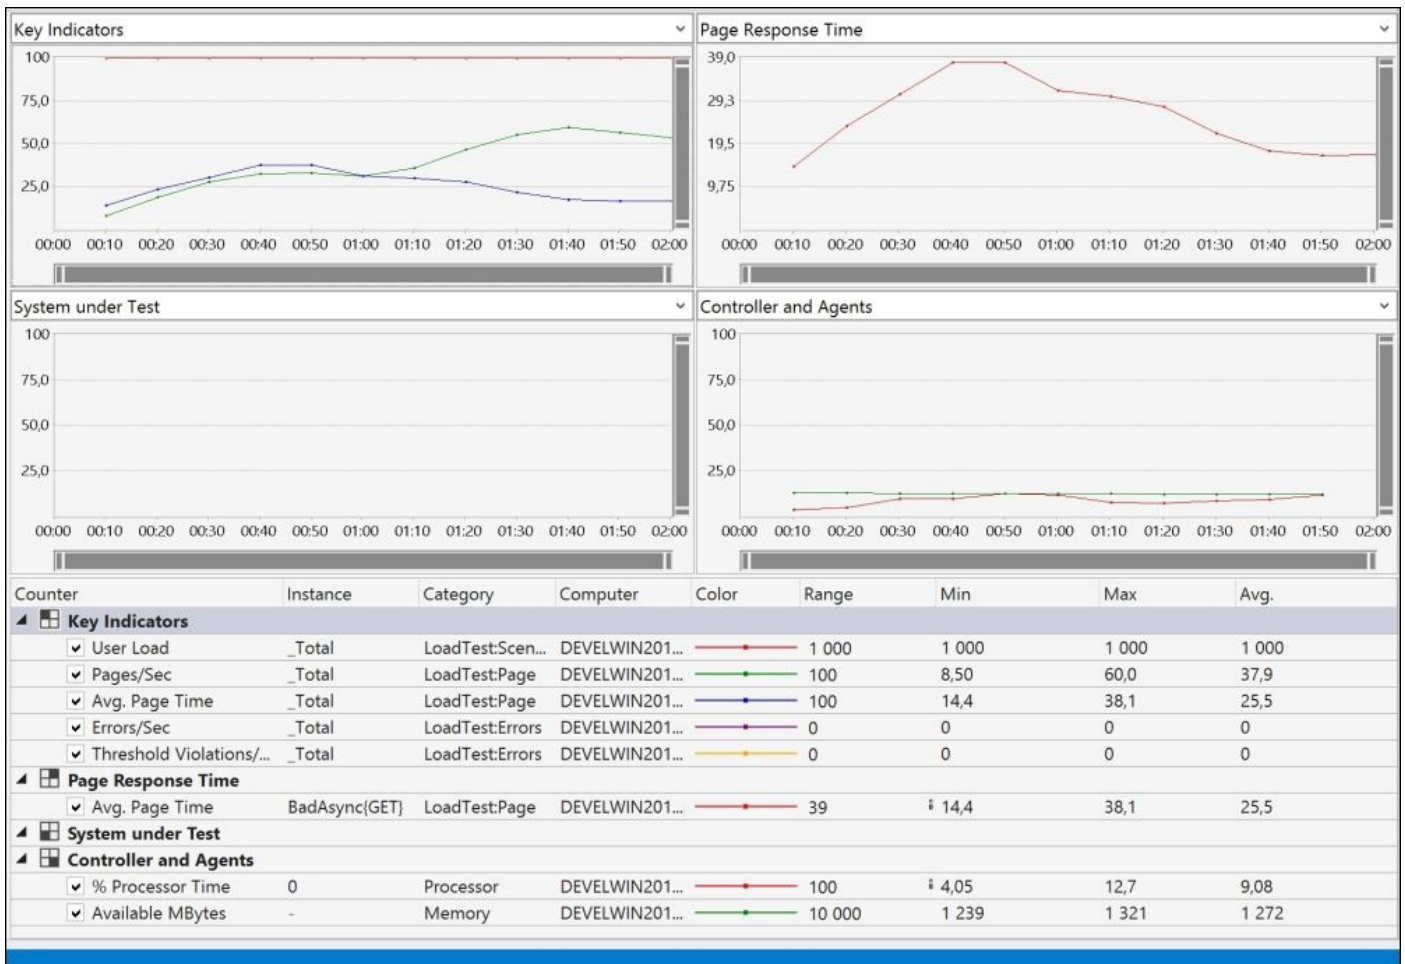 Key Indicators
100
75,0
50,0
25,0
00:00 00:10 00:20 00:30 00:40 00:50 01:00 01:10 01:20 01:30 01:40 01:50 02:00
Page Response Time
39,0
29,3
19,5
9,75
00:00 00:10 00:20 00:30 00:40 00:50 01:00 01:10 01:20 01:30 01:40 01:50 02:00
System under Test
100
75,0
50,0
25,0
00:00 00:10 00:20 00:30 00:40 00:50 01:00 01:10 01:20 01:30 01:40 01:50 02:00
Controller and Agents
100
75,0
50,0
25,0
00:00 00:10 00:20 00:30 00:40 00:50 01:00 01:10 01:20 01:30 01:40 01:50 02:00
Counter Instance Category Computer Color Range Min Max Avg.
Key Indicators
User Load _Total LoadTest:Scen... DEVELWIN201... 1 000 1 000 1 000 1 000
Pages/Sec _Total LoadTest:Page DEVELWIN201... 100 8,50 60,0 37,9
Avg. Page Time _Total LoadTest:Page DEVELWIN201... 100 14,4 38,1 25,5
Errors/Sec _Total LoadTest:Errors DEVELWIN201... 0 0 0 0
Threshold Violations/... _Total LoadTest:Errors DEVELWIN201... 0 0 0 0
Page Response Time
Avg. Page Time BadAsync{GET} LoadTest:Page DEVELWIN201... 39 14,4 38,1 25,5
System under Test
Controller and Agents
% Processor Time 0 Processor DEVELWIN201... 100 4,05 12,7 9,08
Available MBytes - Memory DEVELWIN201... 10 000 1 239 1 321 1 272